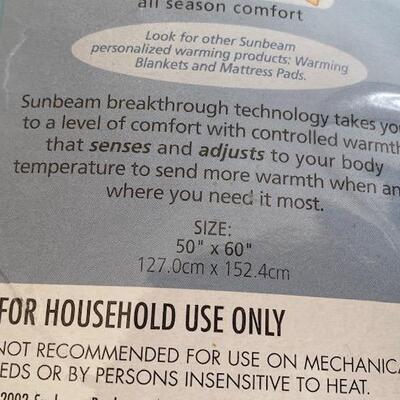 all season comfort
Look for other Sunbeam
personalized warming products: Warming
Blankets and Mattress Pads.
Sunbeam breakthrough technology takes you
to a level of comfort with controlled warmth
that senses and adjusts to your body
temperature to send more warmth when an
where you need it most.
SIZE:
50" x 60"
127.0cm x 152.4cm
FOR HOUSEHOLD USE ONLY
NOT RECOMMENDED FOR USE ON MECHANICA
EDS OR BY PERSONS INSENSITIVE TO HEAT.